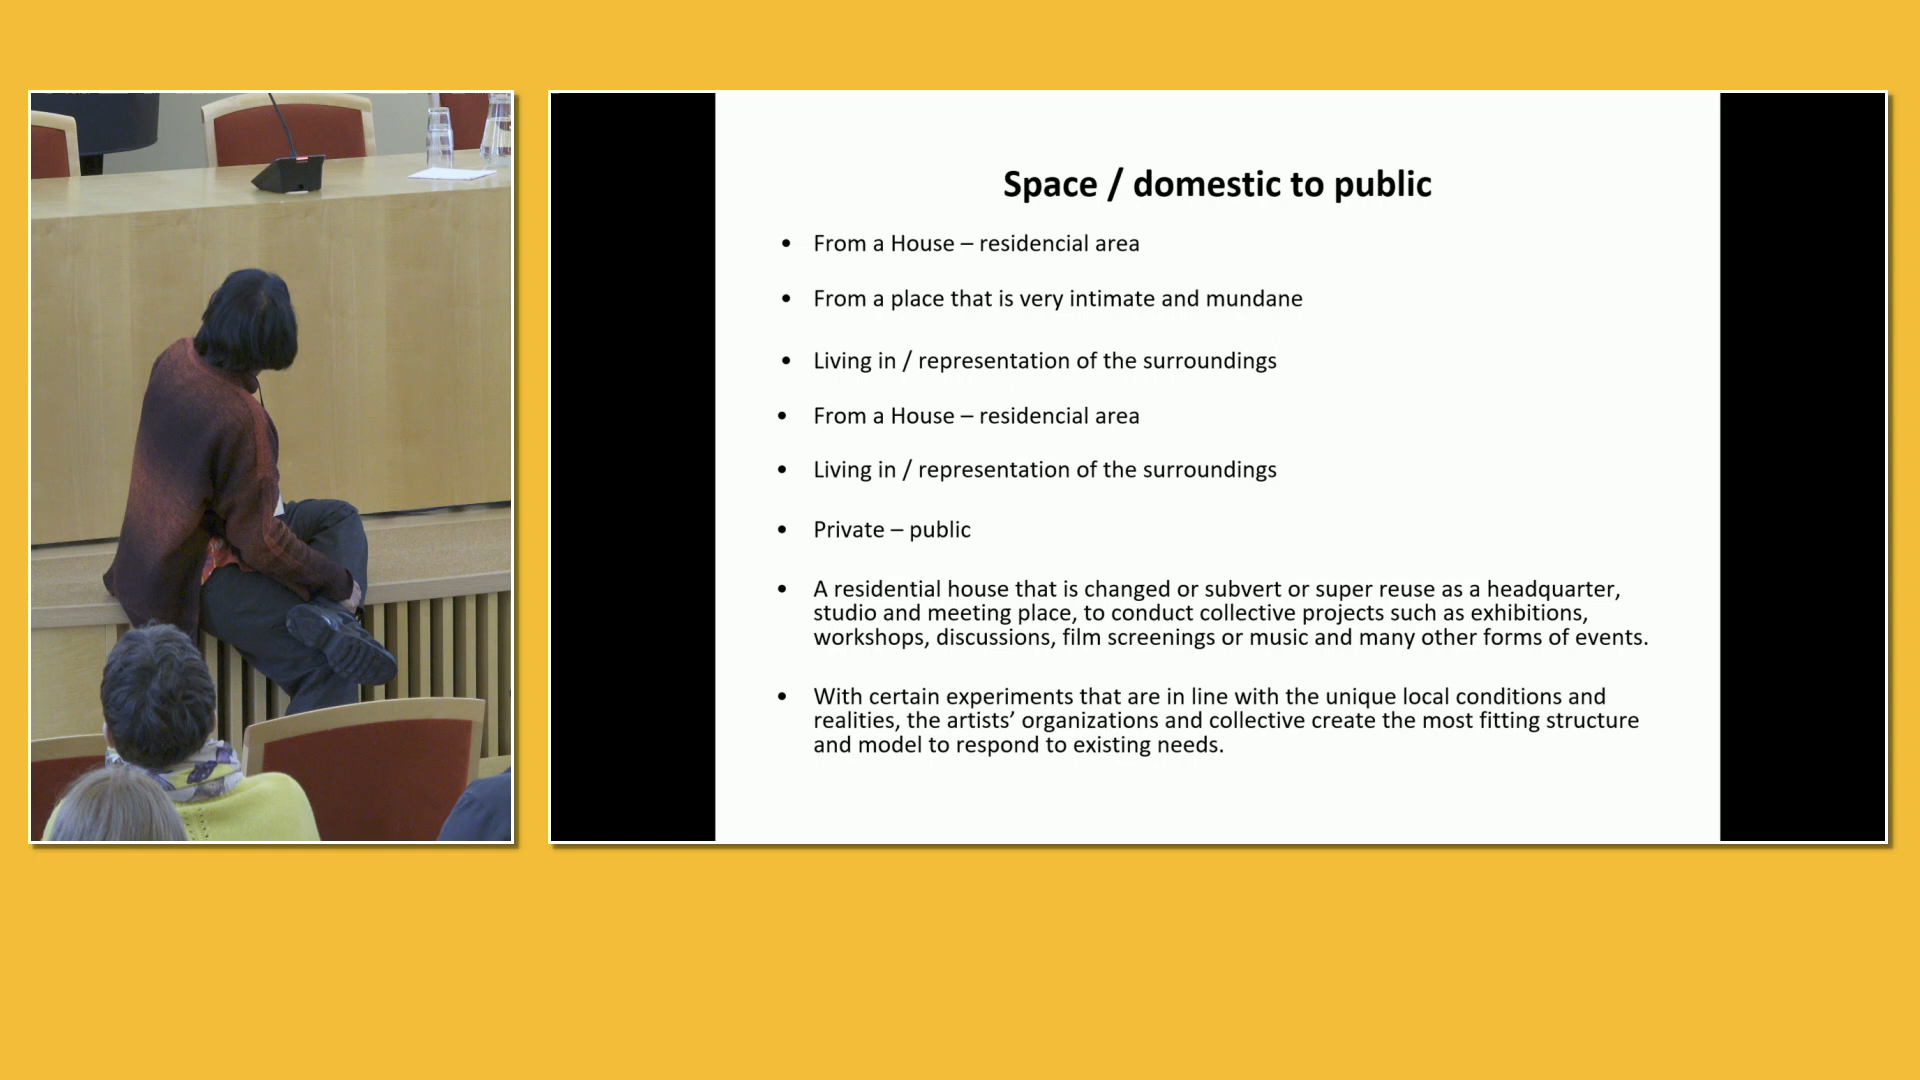 Space / domestic to public
• From a House – residencial area
• From a place that is very intimate and mundane
• Living in / representation of the surroundings
• From a House – residencial area
• Living in / representation of the surroundings
• Private – public
• A residential house that is changed or subvert or super reuse as a headquarter,
studio and meeting place, to conduct collective projects such as exhibitions,
workshops, discussions, film screenings or music and many other forms of events.
• With certain experiments that are in line with the unique local conditions and
realities, the artists’ organizations and collective create the most fitting structure
and model to respond to existing needs.